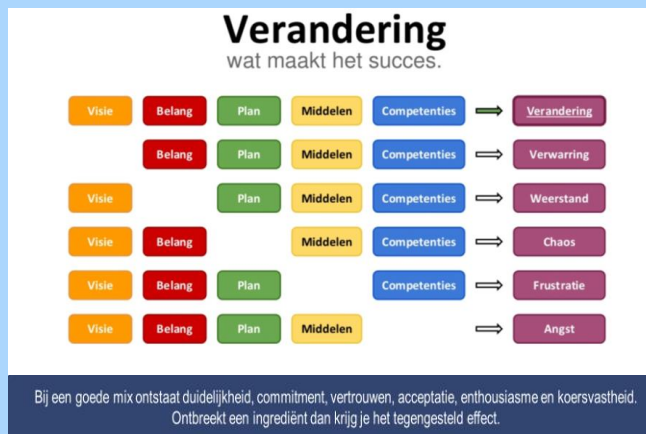 Verandering
wat maakt het succes.
Visie Belang Plan Middelen Competenties Verandering
Belang Plan Middelen Competenties Verwarring
Visie Plan Middelen Competenties Weerstand
Visie Belang Middelen Competenties Chaos
Visie Belang Plan Competenties Frustratie
Visie Belang Plan Middelen Angst
Bij een goede mix ontstaat duidelijkheid, commitment, vertrouwen, acceptatie, enthousiasme en koersvastheid.
Ontbreekt een ingrediënt dan krijg je het tegengesteld effect.